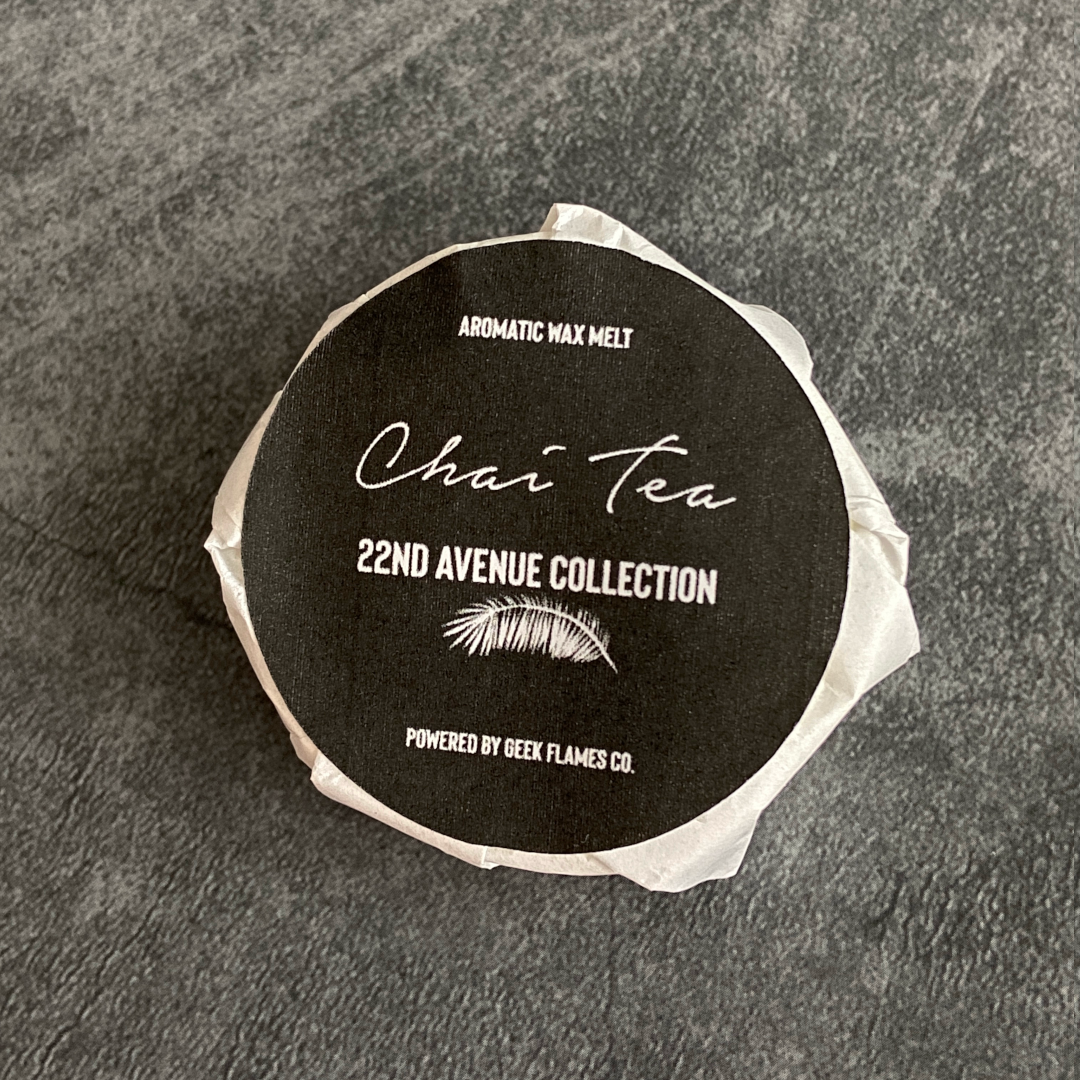 AROMATIC WAX MELT
Chai Tea
22ND AVENUE COLLECTION
POWERED BY GEEK FLAMES CO.